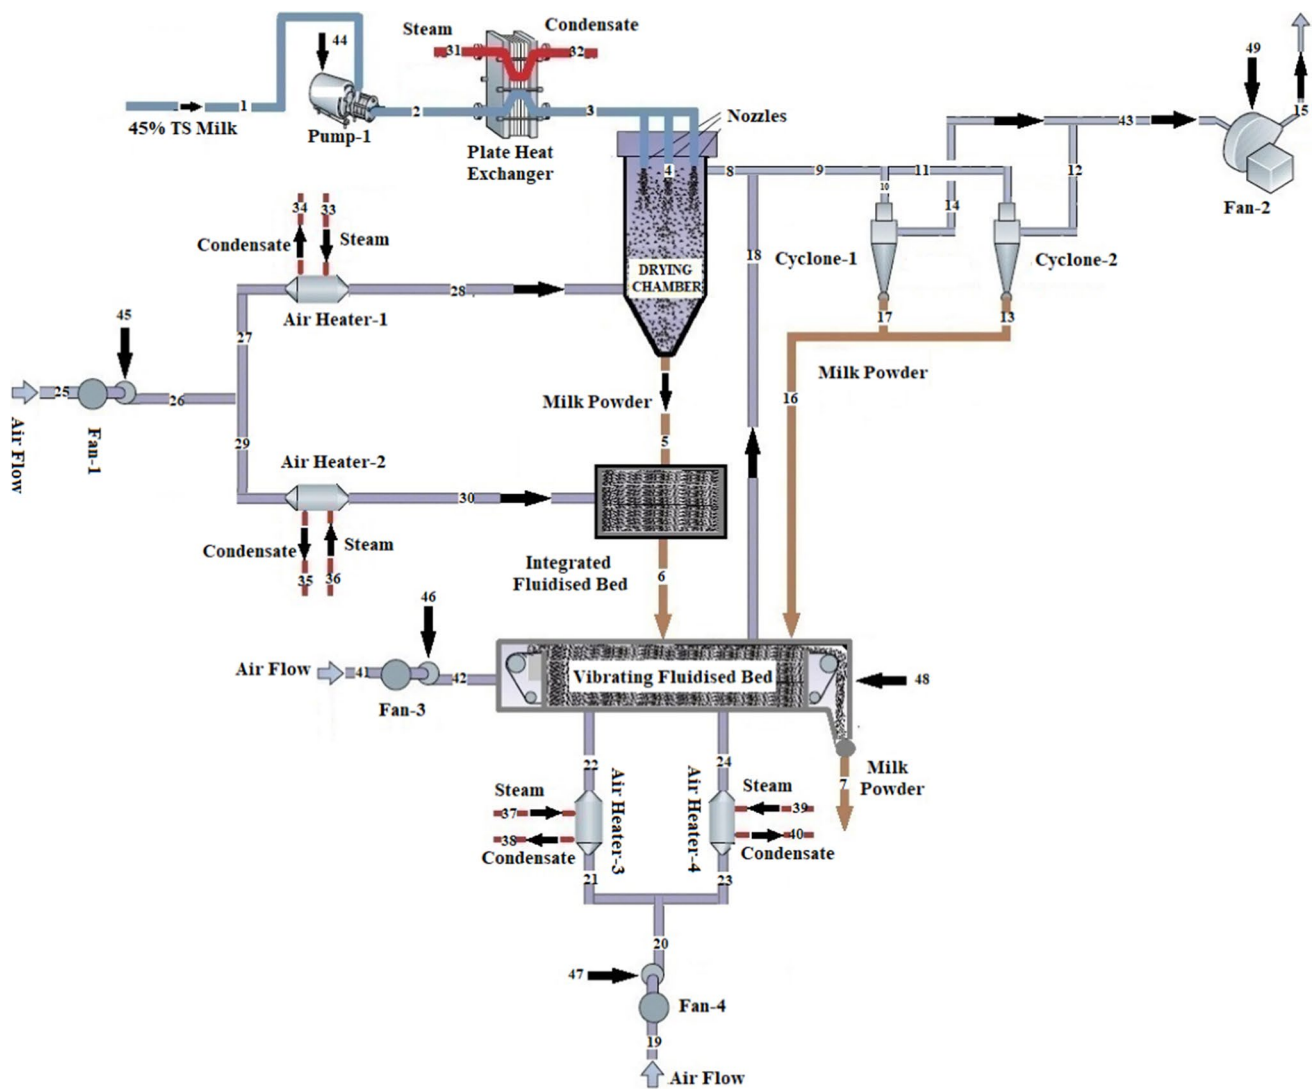 Steam
Condensate
31
32
44
49
15
1
2
3
45% TS Milk
Pump-1
Plate Heat
Exchanger
Nozzles
43
4
8
9
10
11
12
14
Fan-2
34
33
Condensate
Steam
Cyclone-1
Cyclone-2
18
DRYING
CHAMBER
28
Air Heater-1
17
13
45
27
Milk Powder
25
26
Milk Powder
16
Air Flow
Fan-1
5
29
Air Heater-2
30
Condensate
Steam
35
36
Integrated
Fluidised Bed
6
46
Air Flow
41
42
Fan-3
Vibrating Fluidised Bed
48
22
24
Air Heater-3
Air Heater-4
Milk
Powder
7
Steam
37
38
Condensate
Steam
39
40
Condensate
21
23
20
47
Fan-4
19
Air Flow